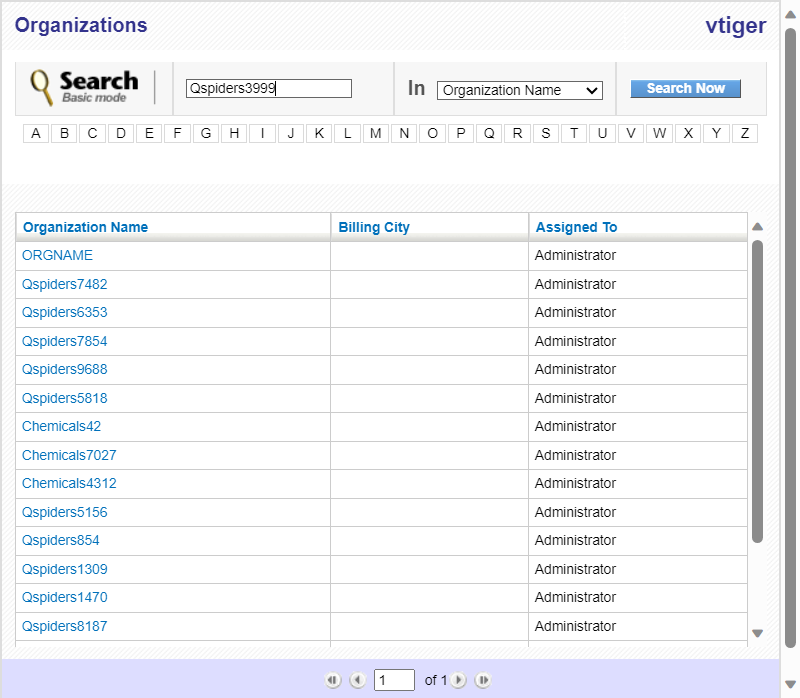 Organizations vtiger
Search
Basic mode
Qspiders3999 In Organization Name Search Now
A B C D E F G H I J K L M N O P Q R S T U V W X Y Z
Organization Name Billing City Assigned To
ORGNAME Administrator
Qspiders7482 Administrator
Qspiders6353 Administrator
Qspiders7854 Administrator
Qspiders9688 Administrator
Qspiders5818 Administrator
Chemicals42 Administrator
Chemicals7027 Administrator
Chemicals4312 Administrator
Qspiders5156 Administrator
Qspiders854 Administrator
Qspiders1309 Administrator
Qspiders1470 Administrator
Qspiders8187 Administrator
1 of 1